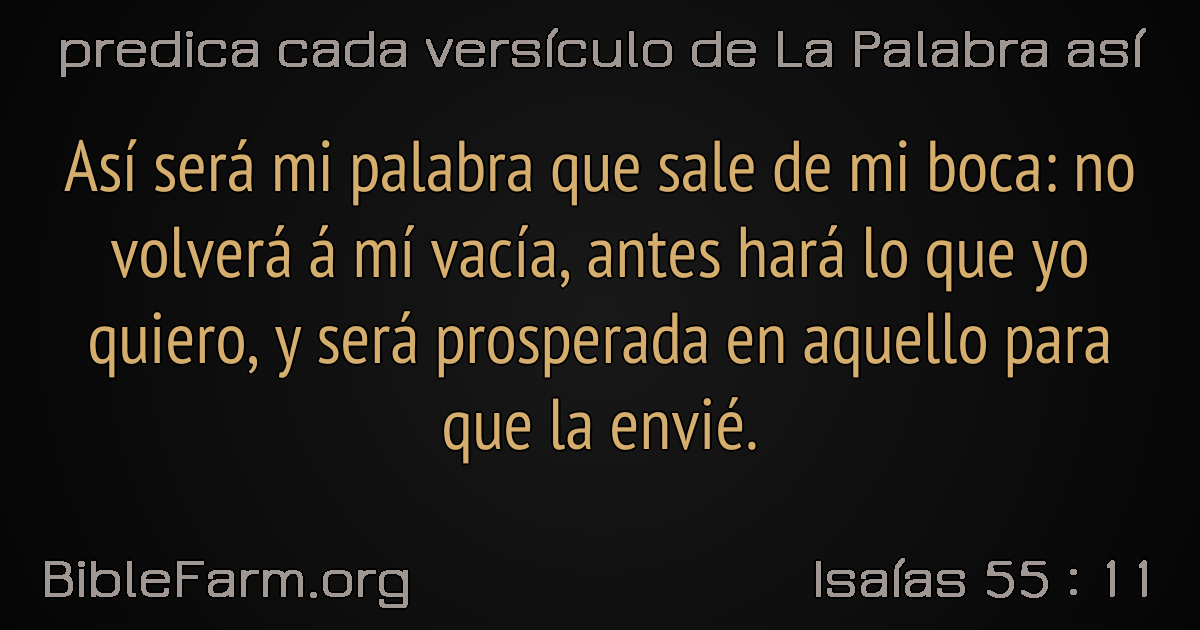 predica cada versículo de La Palabra así
Así será mi palabra que sale de mi boca: no
volverá á mí vacía, antes hará lo que yo
quiero, y será prosperada en aquello para
que la envié.
BibleFarm.org
Isaías 55 : 11